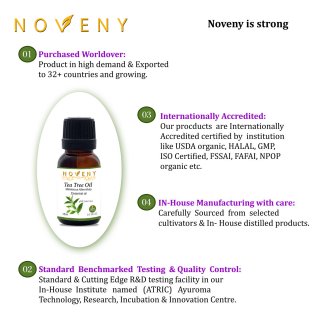 NOVENY
Noveny is strong
01
Purchased Worldover:
Product in high demand & Exported
to 32+ countries and growing.
03
Internationally Accredited:
Our procducts are Internationally
Accredited certified by institution
like USDA organic, HALAL, GMP,
ISO Certified, FSSAI, FAFAI, NPOP
organic etc.
NOVENY
Tea Tree Oil
Essential oil
04
IN-House Manufacturing with care:
Carefully Sourced from selected
cultivators & In- House distilled products.
02
Standard Benchmarked Testing & Quality Control:
Standard & Cutting Edge R&D testing facility in our
In-House Institute named (ATRIC) Ayuroma
Technology, Research, Incubation & Innovation Centre.